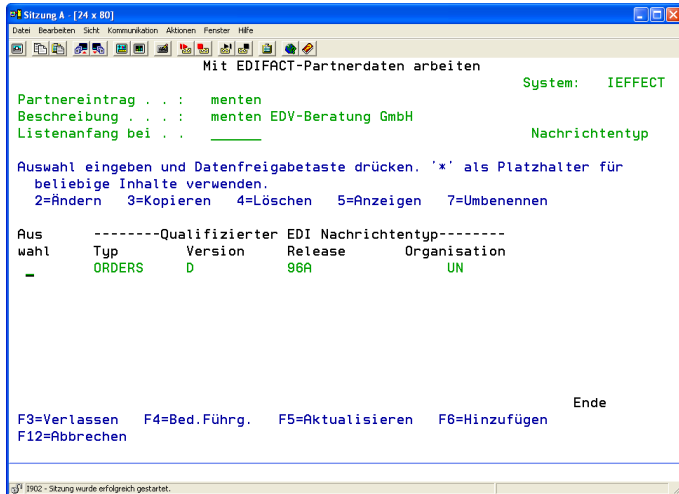 Sitzung A - [24 x 80]
Datei Bearbeiten Sicht Kommunikation Aktionen Fenster Hilfe
Mit EDIFACT-Partnerdaten arbeiten
System: IEFFECT
Partnereintrag . . : menten
Beschreibung . . . : menten EDV-Beratung GmbH
Listenanfang bei . . ______ Nachrichtentyp
Auswahl eingeben und Datenfreigabetaste drücken. '*' als Platzhalter für
beliebige Inhalte verwenden.
2=Ändern 3=Kopieren 4=Löschen 5=Anzeigen 7=Umbenennen
Aus --------Qualifizierter EDI Nachrichtentyp--------
wahl Typ Version Release Organisation
_ ORDERS D 96A UN
Ende
F3=Verlassen F4=Bed.Führg. F5=Aktualisieren F6=Hinzufügen
F12=Abbrechen
I902 - Sitzung wurde erfolgreich gestartet.